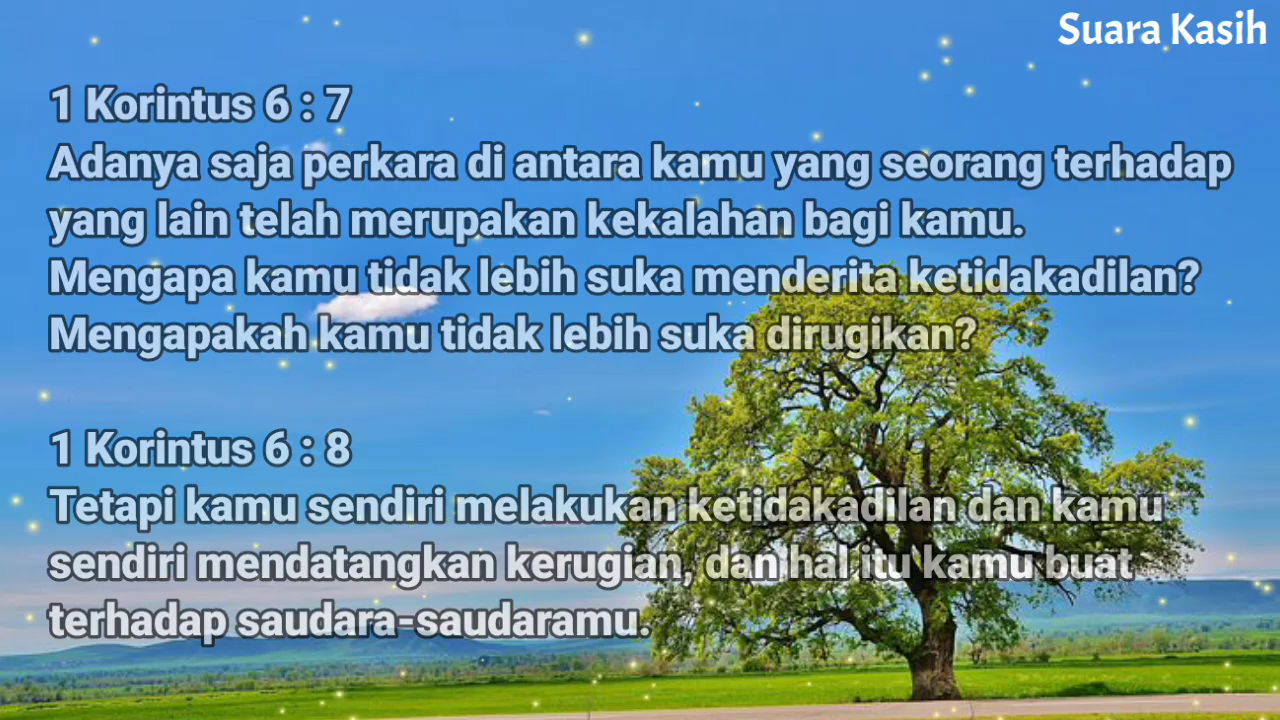 Suara Kasih
1 Korintus 6 : 7
Adanya saja perkara di antara kamu yang seorang terhadap
yang lain telah merupakan kekalahan bagi kamu.
Mengapa kamu tidak lebih suka menderita ketidakadilan?
Mengapakah kamu tidak lebih suka dirugikan?
1 Korintus 6 : 8
Tetapi kamu sendiri melakukan ketidakadilan dan kamu
sendiri mendatangkan kerugian, dan hal itu kamu buat
terhadap saudara-saudaramu.